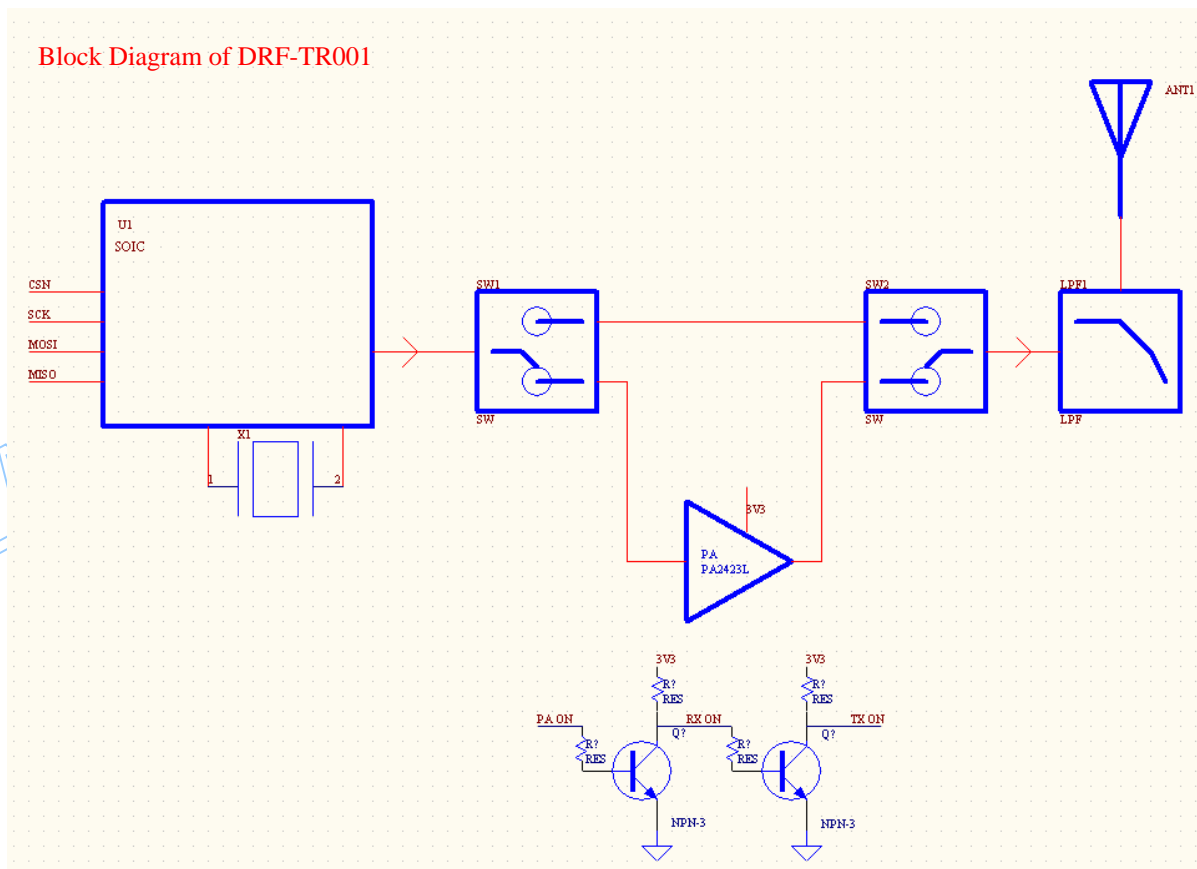 Block Diagram of DRF-TR001
ANT1
U1
SOIC
CSN
SCK
MOSI
MISO
X1
1
2
SW1
SW
SW2
SW
LPF1
LPF
3V3
PA
PA2423L
3V3
3V3
R?
RES
R?
RES
PA ON
RX ON
TX ON
Q?
Q?
R?
RES
R?
RES
NPN-3
NPN-3